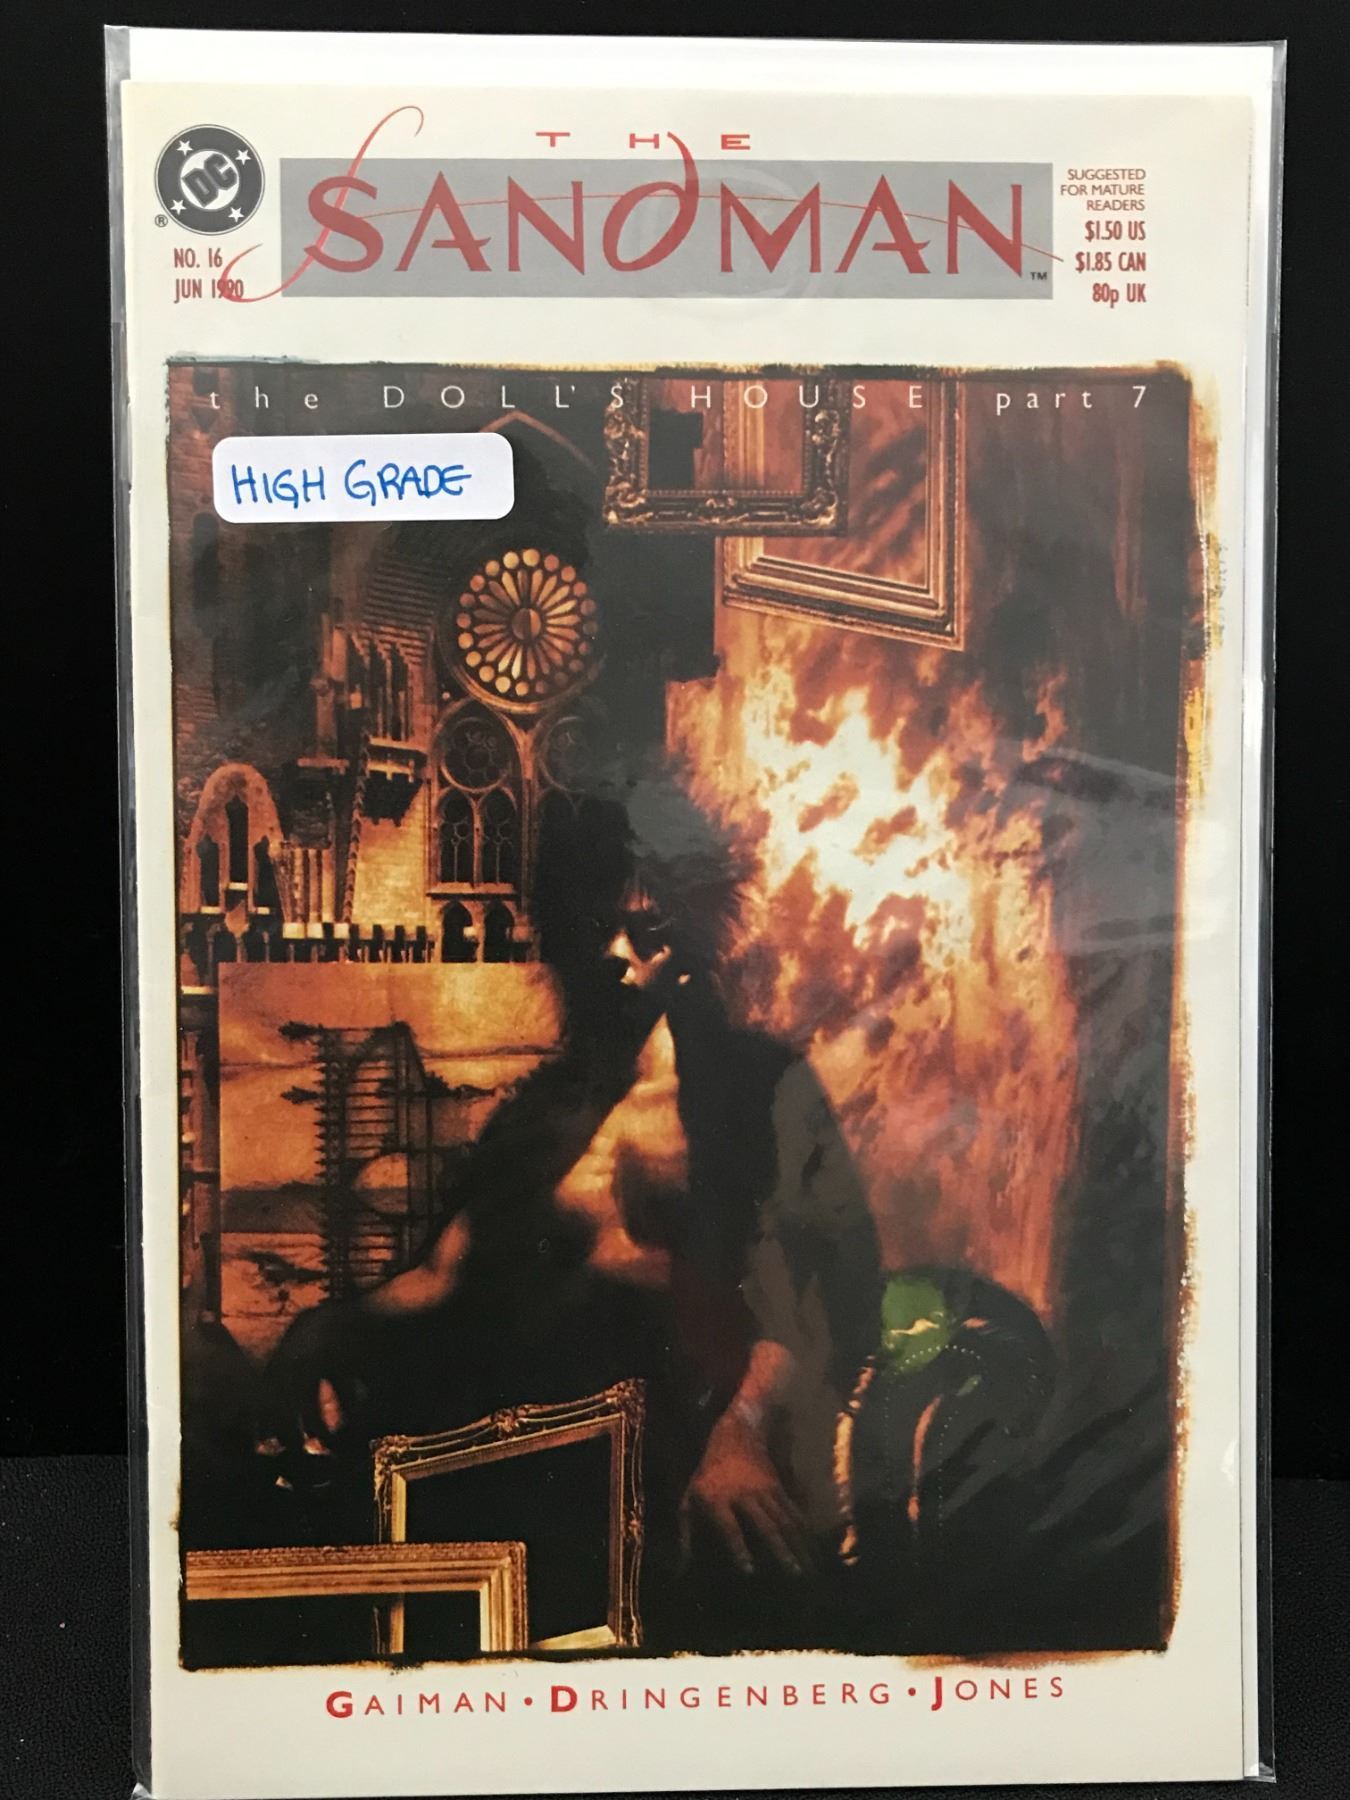 THE
SANDMAN
TM
DC
®
NO. 16
JUN 1990
SUGGESTED
FOR MATURE
READERS
$1.50 US
$1.85 CAN
80p UK
the DOLL'S HOUSE part 7
HIGH GRADE
GAIMAN • DRINGENBERG • JONES